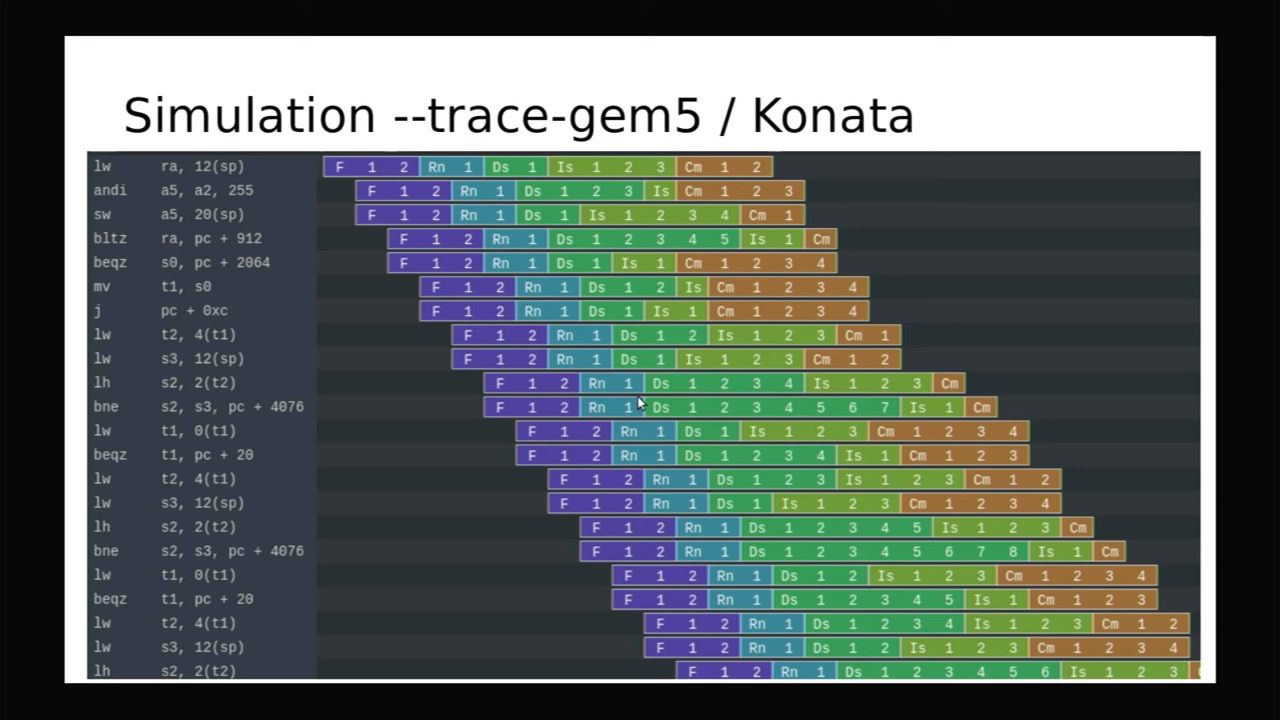 Simulation --trace-gem5 / Konata
lw ra, 12(sp) F 1 2 Rn 1 Ds 1 Is 1 2 3 Cm 1 2
andi a5, a2, 255 F 1 2 Rn 1 Ds 1 2 3 Is Cm 1 2 3
sw a5, 20(sp) F 1 2 Rn 1 Ds 1 Is 1 2 3 4 Cm 1
bltz ra, pc + 912 F 1 2 Rn 1 Ds 1 2 3 4 5 Is 1 Cm
beqz s0, pc + 2064 F 1 2 Rn 1 Ds 1 Is 1 Cm 1 2 3 4
mv t1, s0 F 1 2 Rn 1 Ds 1 2 Is Cm 1 2 3 4
j pc + 0xc F 1 2 Rn 1 Ds 1 Is 1 Cm 1 2 3 4
lw t2, 4(t1) F 1 2 Rn 1 Ds 1 2 Is 1 2 3 Cm 1
lw s3, 12(sp) F 1 2 Rn 1 Ds 1 Is 1 2 3 Cm 1 2
lh s2, 2(t2) F 1 2 Rn 1 Ds 1 2 3 4 Is 1 2 3 Cm
bne s2, s3, pc + 4076 F 1 2 Rn 1 Ds 1 2 3 4 5 6 7 Is 1 Cm
lw t1, 0(t1) F 1 2 Rn 1 Ds 1 Is 1 2 3 Cm 1 2 3 4
beqz t1, pc + 20 F 1 2 Rn 1 Ds 1 2 3 4 Is 1 Cm 1 2 3
lw t2, 4(t1) F 1 2 Rn 1 Ds 1 2 3 Is 1 2 3 Cm 1 2
lw s3, 12(sp) F 1 2 Rn 1 Ds 1 Is 1 2 3 Cm 1 2 3 4
lh s2, 2(t2) F 1 2 Rn 1 Ds 1 2 3 4 5 Is 1 2 3 Cm
bne s2, s3, pc + 4076 F 1 2 Rn 1 Ds 1 2 3 4 5 6 7 8 Is 1 Cm
lw t1, 0(t1) F 1 2 Rn 1 Ds 1 2 Is 1 2 3 Cm 1 2 3 4
beqz t1, pc + 20 F 1 2 Rn 1 Ds 1 2 3 4 5 Is 1 Cm 1 2 3
lw t2, 4(t1) F 1 2 Rn 1 Ds 1 2 3 4 Is 1 2 3 Cm 1 2
lw s3, 12(sp) F 1 2 Rn 1 Ds 1 2 Is 1 2 3 Cm 1 2 3 4
lh s2, 2(t2) F 1 2 Rn 1 Ds 1 2 3 4 5 6 Is 1 2 3